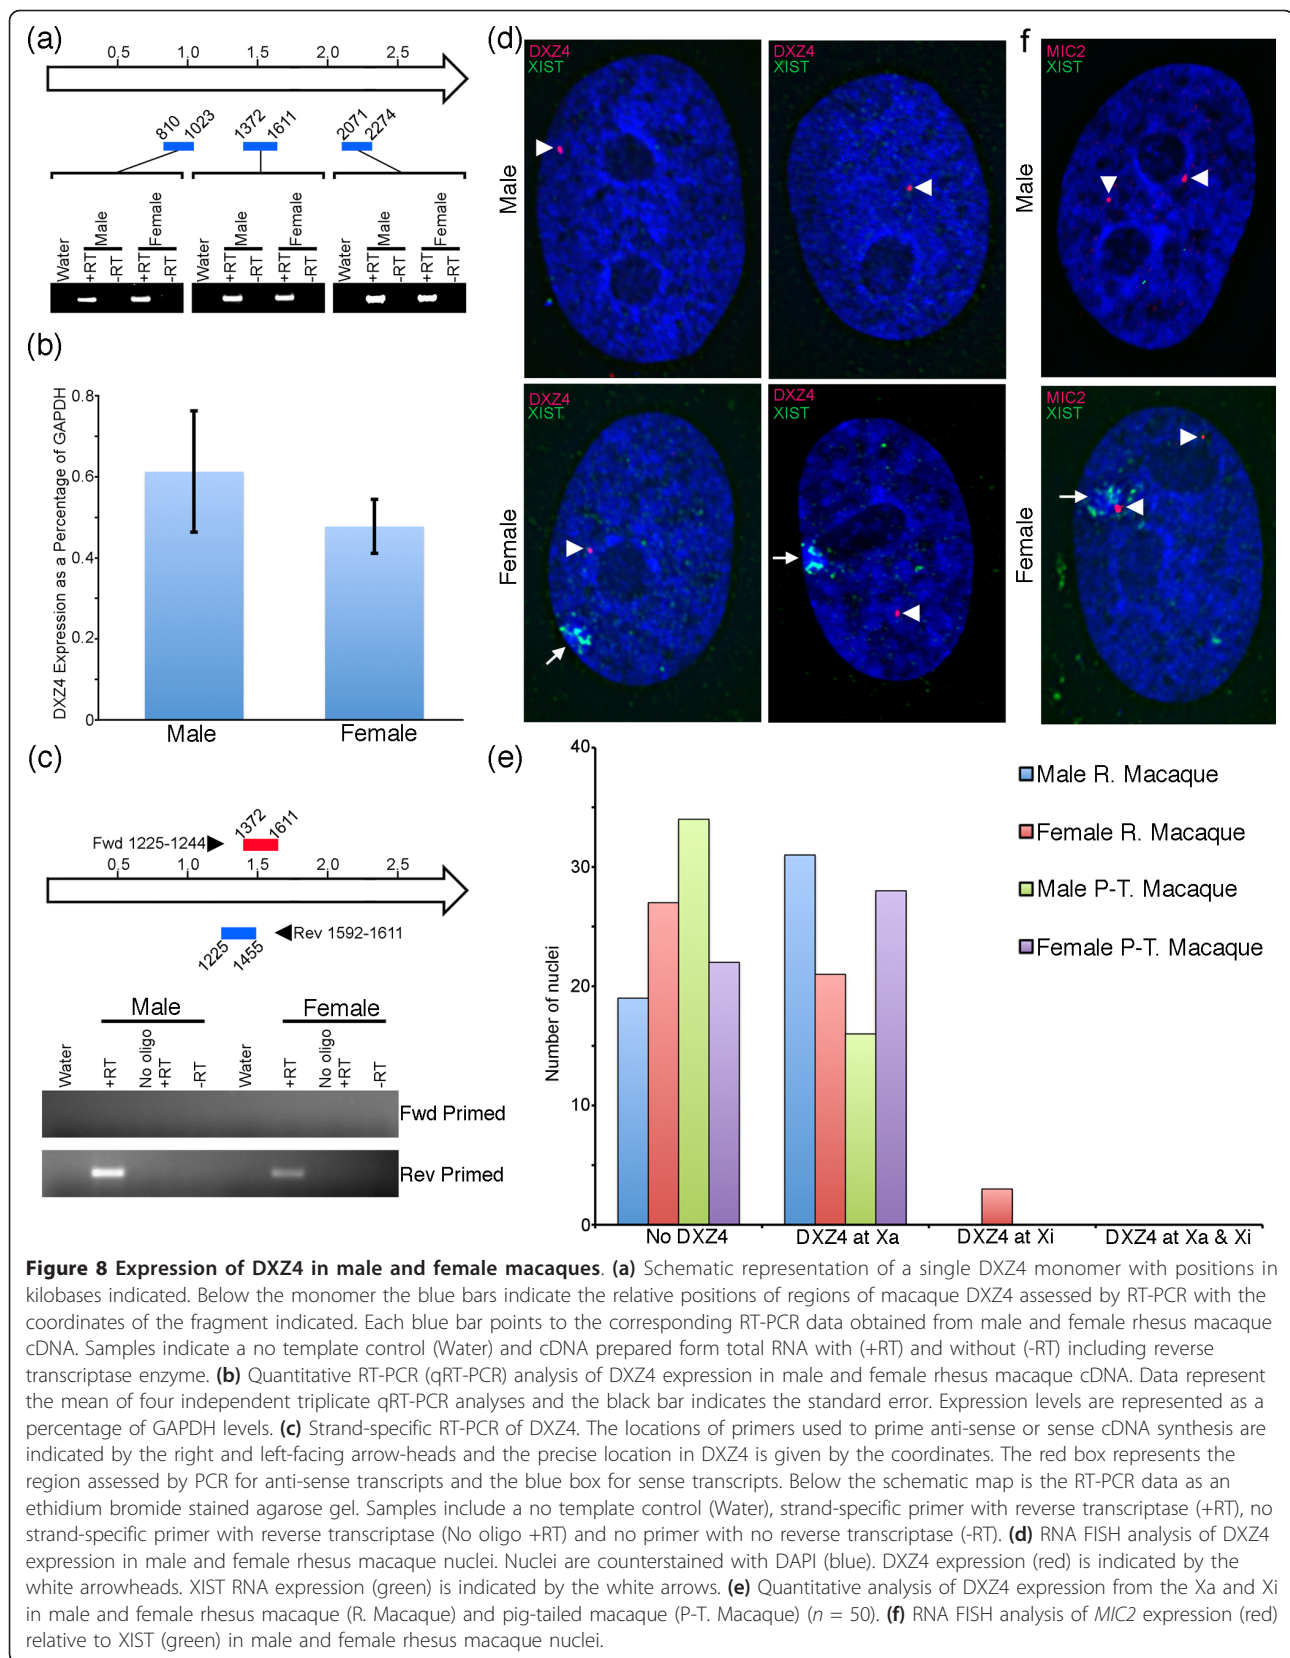 (a)
0.5 1.0 1.5 2.0 2.5
810 1023 1372 1611 2071 2274
Male Female Male Female Male Female
Water +RT -RT +RT -RT Water +RT -RT +RT -RT Water +RT -RT +RT -RT
(b)
DXZ4 Expression as a Percentage of GAPDH
0.8
0.6
0.4
0.2
0
Male Female
(c)
1372 1611
Fwd 1225-1244
0.5 1.0 1.5 2.0 2.5
Rev 1592-1611
1225 1455
Male Female
Water +RT No oligo +RT -RT Water +RT No oligo +RT -RT
Fwd Primed
Rev Primed
(d)
Male
DXZ4
XIST
DXZ4
XIST
Female
DXZ4
XIST
DXZ4
XIST
f
Male
MIC2
XIST
Female
MIC2
XIST
(e)
Number of nuclei
40
30
20
10
0
No DXZ4 DXZ4 at Xa DXZ4 at Xi DXZ4 at Xa & Xi
Male R. Macaque
Female R. Macaque
Male P-T. Macaque
Female P-T. Macaque
Figure 8 Expression of DXZ4 in male and female macaques. (a) Schematic representation of a single DXZ4 monomer with positions in
kilobases indicated. Below the monomer the blue bars indicate the relative positions of regions of macaque DXZ4 assessed by RT-PCR with the
coordinates of the fragment indicated. Each blue bar points to the corresponding RT-PCR data obtained from male and female rhesus macaque
cDNA. Samples indicate a no template control (Water) and cDNA prepared form total RNA with (+RT) and without (-RT) including reverse
transcriptase enzyme. (b) Quantitative RT-PCR (qRT-PCR) analysis of DXZ4 expression in male and female rhesus macaque cDNA. Data represent
the mean of four independent triplicate qRT-PCR analyses and the black bar indicates the standard error. Expression levels are represented as a
percentage of GAPDH levels. (c) Strand-specific RT-PCR of DXZ4. The locations of primers used to prime anti-sense or sense cDNA synthesis are
indicated by the right and left-facing arrow-heads and the precise location in DXZ4 is given by the coordinates. The red box represents the
region assessed by PCR for anti-sense transcripts and the blue box for sense transcripts. Below the schematic map is the RT-PCR data as an
ethidium bromide stained agarose gel. Samples include a no template control (Water), strand-specific primer with reverse transcriptase (+RT), no
strand-specific primer with reverse transcriptase (No oligo +RT) and no primer with no reverse transcriptase (-RT). (d) RNA FISH analysis of DXZ4
expression in male and female rhesus macaque nuclei. Nuclei are counterstained with DAPI (blue). DXZ4 expression (red) is indicated by the
white arrowheads. XIST RNA expression (green) is indicated by the white arrows. (e) Quantitative analysis of DXZ4 expression from the Xa and Xi
in male and female rhesus macaque (R. Macaque) and pig-tailed macaque (P-T. Macaque) (n = 50). (f) RNA FISH analysis of MIC2 expression (red)
relative to XIST (green) in male and female rhesus macaque nuclei.